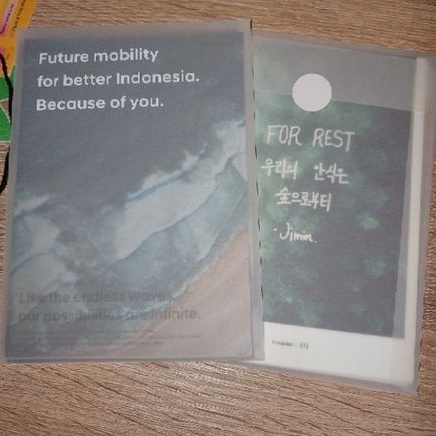 Future mobility
for better Indonesia.
Because of you.
Like the endless waves,
our possibilities are infinite.
FOR REST
우리의 안식은
숲으로부터
·Jimin.